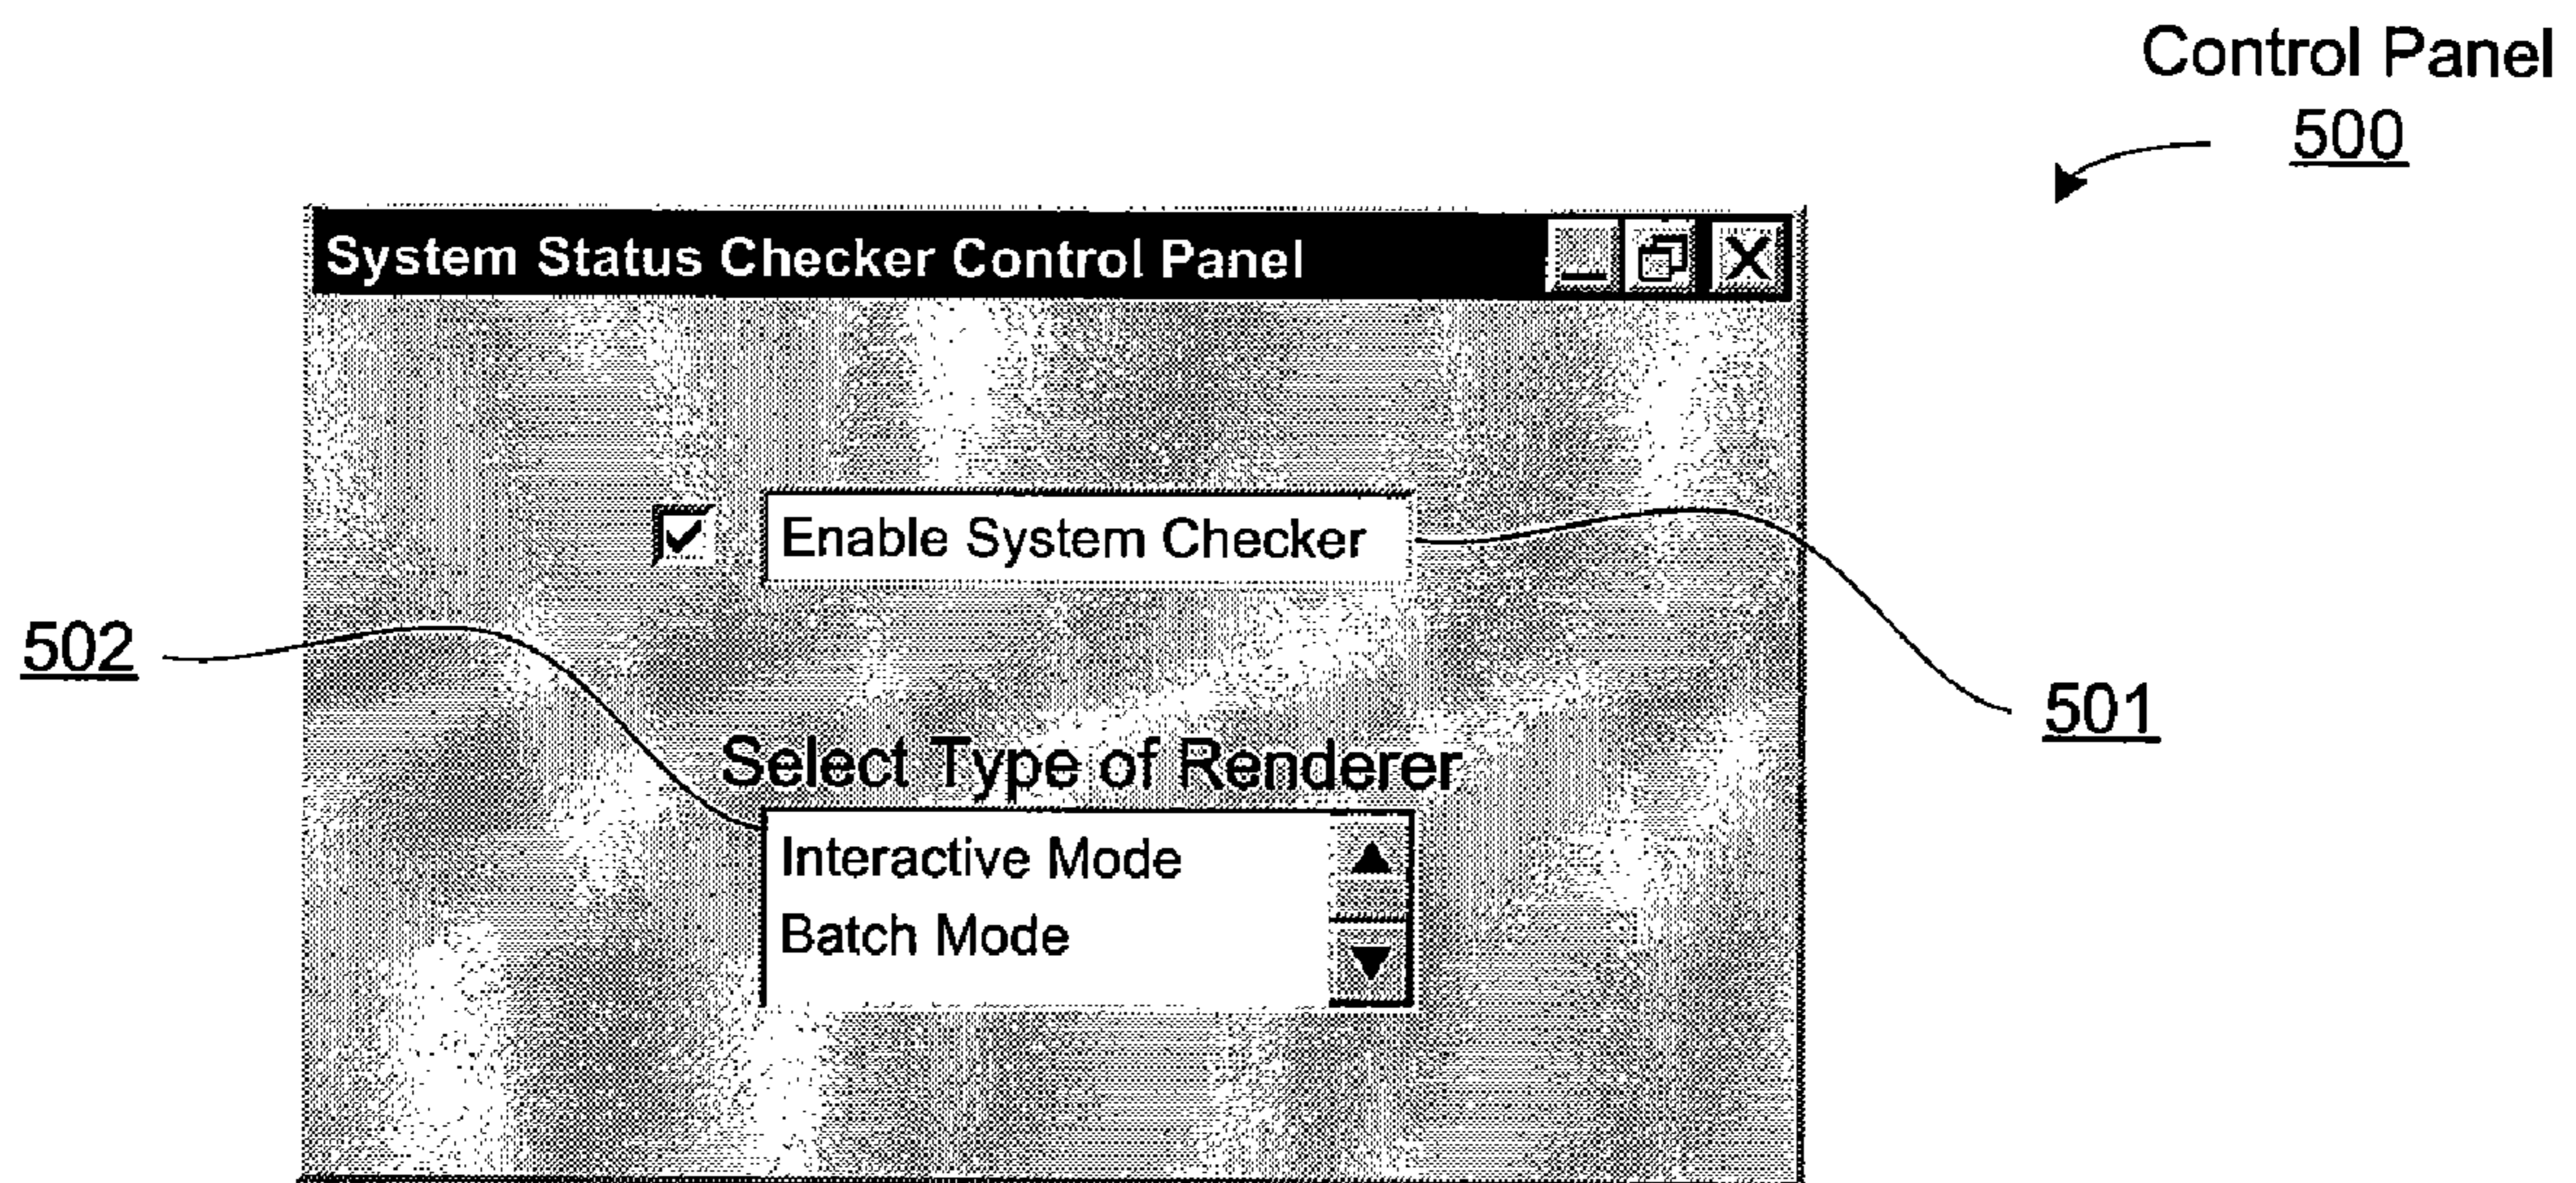 Control Panel
500
System Status Checker Control Panel
Enable System Checker
502
501
Select Type of Renderer
Interactive Mode
Batch Mode